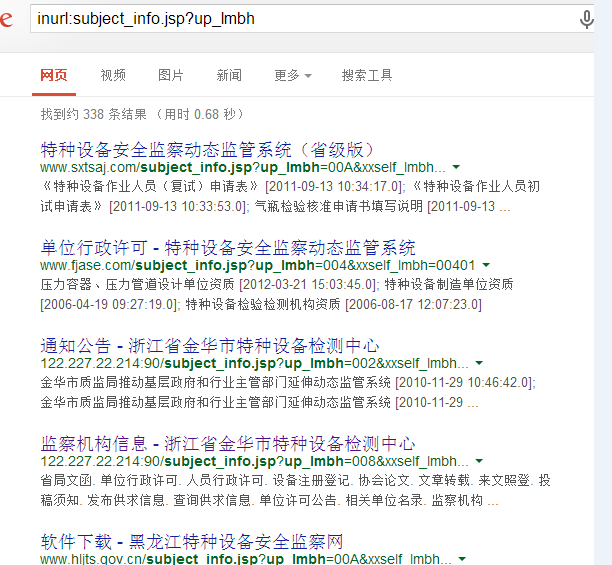 e
inurl:subject_info.jsp?up_lmbh
网页 视频 图片 新闻 更多 搜索工具
找到约 338 条结果 （用时 0.68 秒）
特种设备安全监察动态监管系统（省级版）
www.sxtsaj.com/subject_info.jsp?up_lmbh=00A&xxself_lmbh...
《特种设备作业人员（复试）申请表》 [2011-09-13 10:34:17.0]; 《特种设备作业人员初
试申请表》 [2011-09-13 10:33:53.0]; 气瓶检验核准申请书填写说明 [2011-09-13 ...
单位行政许可 - 特种设备安全监察动态监管系统
www.fjase.com/subject_info.jsp?up_lmbh=004&xxself_lmbh=00401
压力容器、压力管道设计单位资质 [2012-03-21 15:03:45.0]; 特种设备制造单位资质
[2006-04-19 09:27:19.0]; 特种设备检验检测机构资质 [2006-08-17 12:07:23.0]
通知公告 - 浙江省金华市特种设备检测中心
122.227.22.214:90/subject_info.jsp?up_lmbh=002&xxself_lmbh...
金华市质监局推动基层政府和行业主管部门延伸动态监管系统 [2010-11-29 10:46:42.0];
金华市质监局推动基层政府和行业主管部门延伸动态监管系统 [2010-11-29 ...
监察机构信息 - 浙江省金华市特种设备检测中心
122.227.22.214:90/subject_info.jsp?up_lmbh=008&xxself_lmbh...
省局文函. 单位行政许可. 人员行政许可. 设备注册登记. 协会论文. 文章转载. 来文照登. 投
稿须知. 发布供求信息. 查询供求信息. 单位许可公告. 相关单位名录. 监察机构 ...
软件下载 - 黑龙江特种设备安全监察网
www.hljts.gov.cn/subject_info.jsp?up_lmbh=00A&xxself_lmbh...